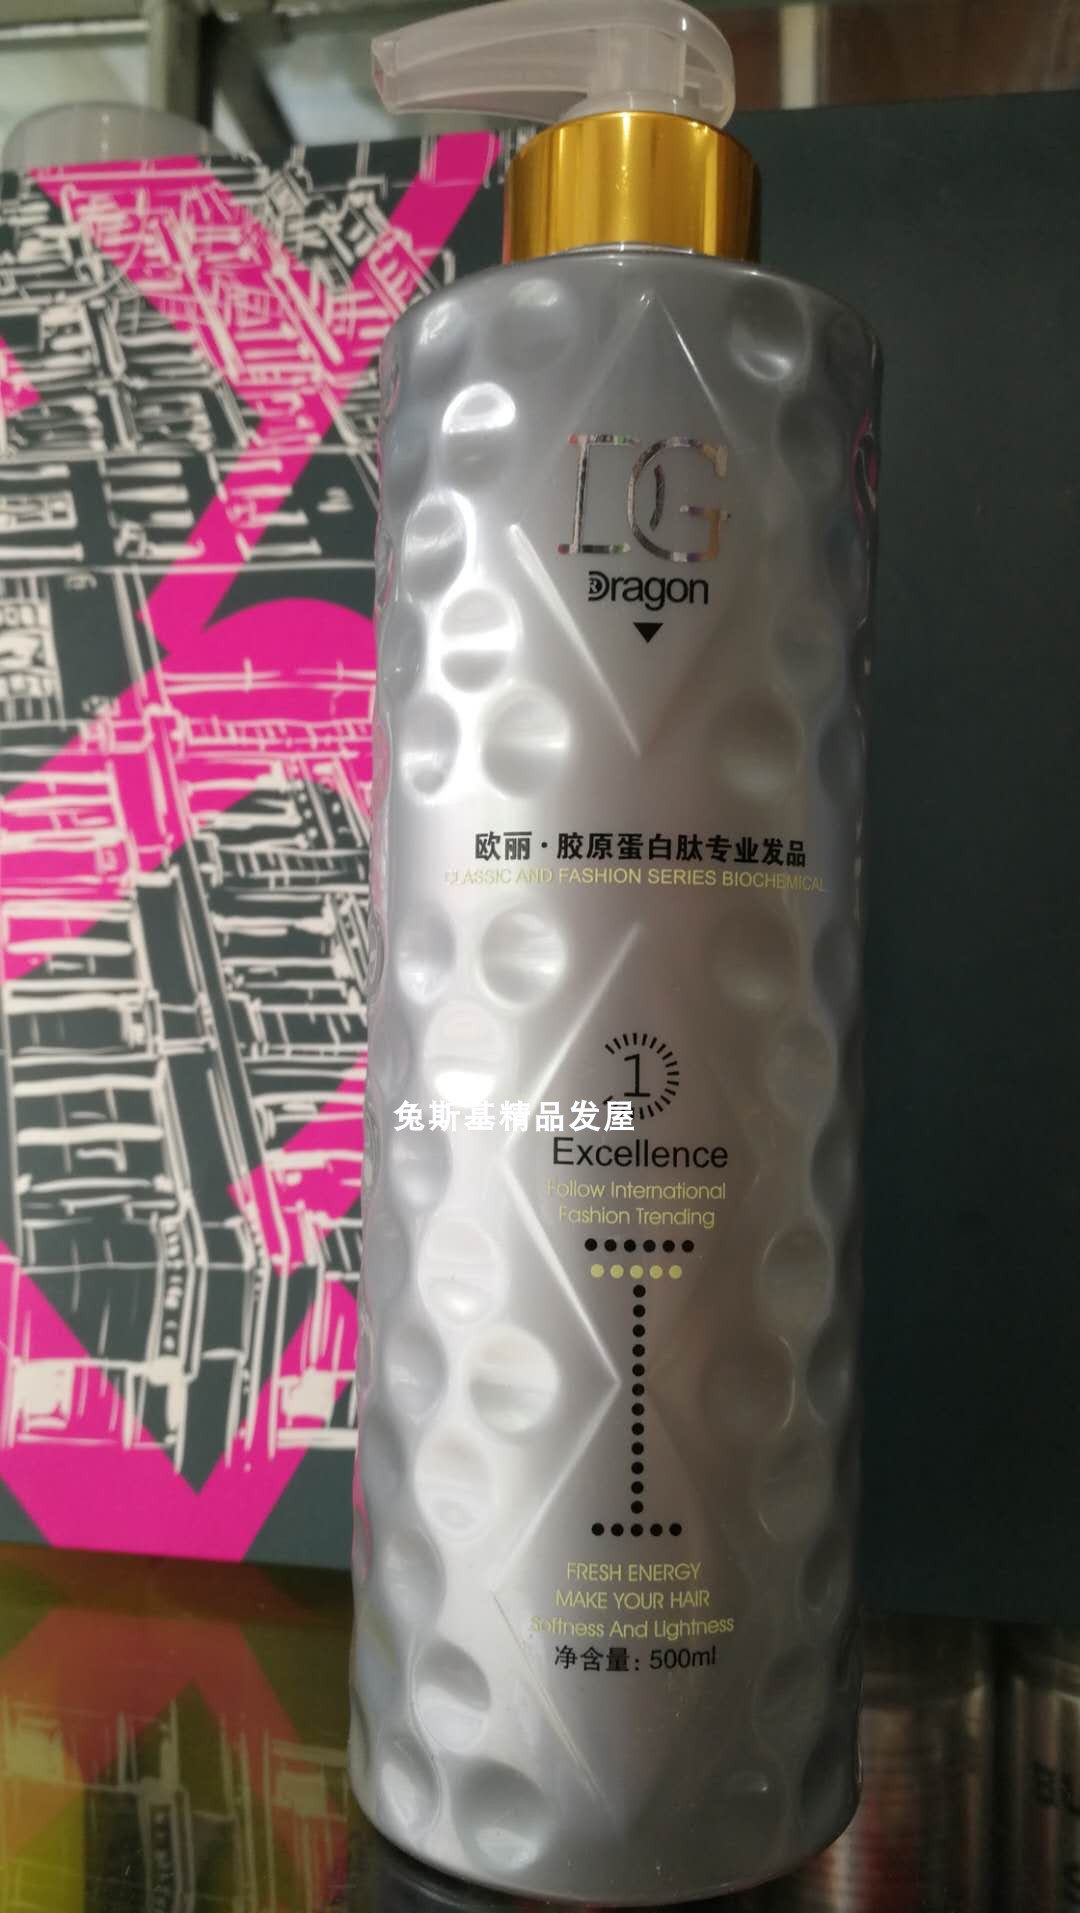 DG
Dragon
欧丽·胶原蛋白肽专业发品
CLASSIC AND FASHION SERIES BIOCHEMICAL
1
兔斯基精品发屋
Excellence
Follow International
Fashion Trending
FRESH ENERGY
MAKE YOUR HAIR
Softness And Lightness
净含量：500ml